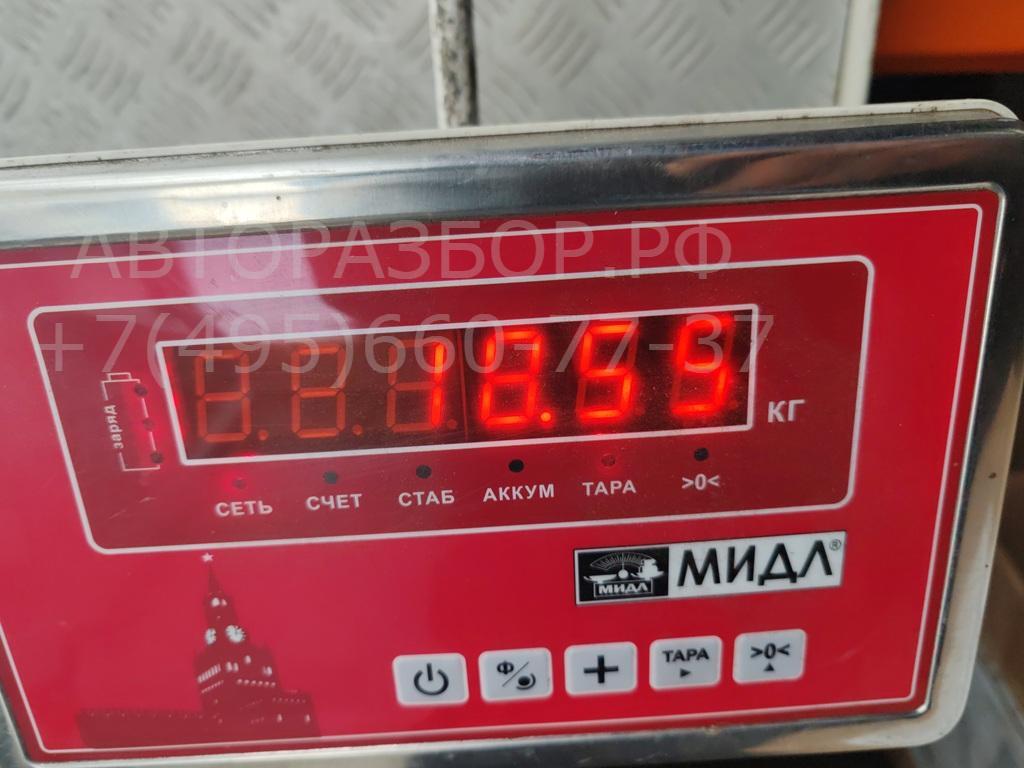 АВТОРАЗБОР.РФ
+7(495)660-77-37
10.55
КГ
заряд
СЕТЬ СЧЕТ СТАБ АККУМ ТАРА >0<
МИДЛ МИДЛ®
Ф
+
ТАРА
>0<